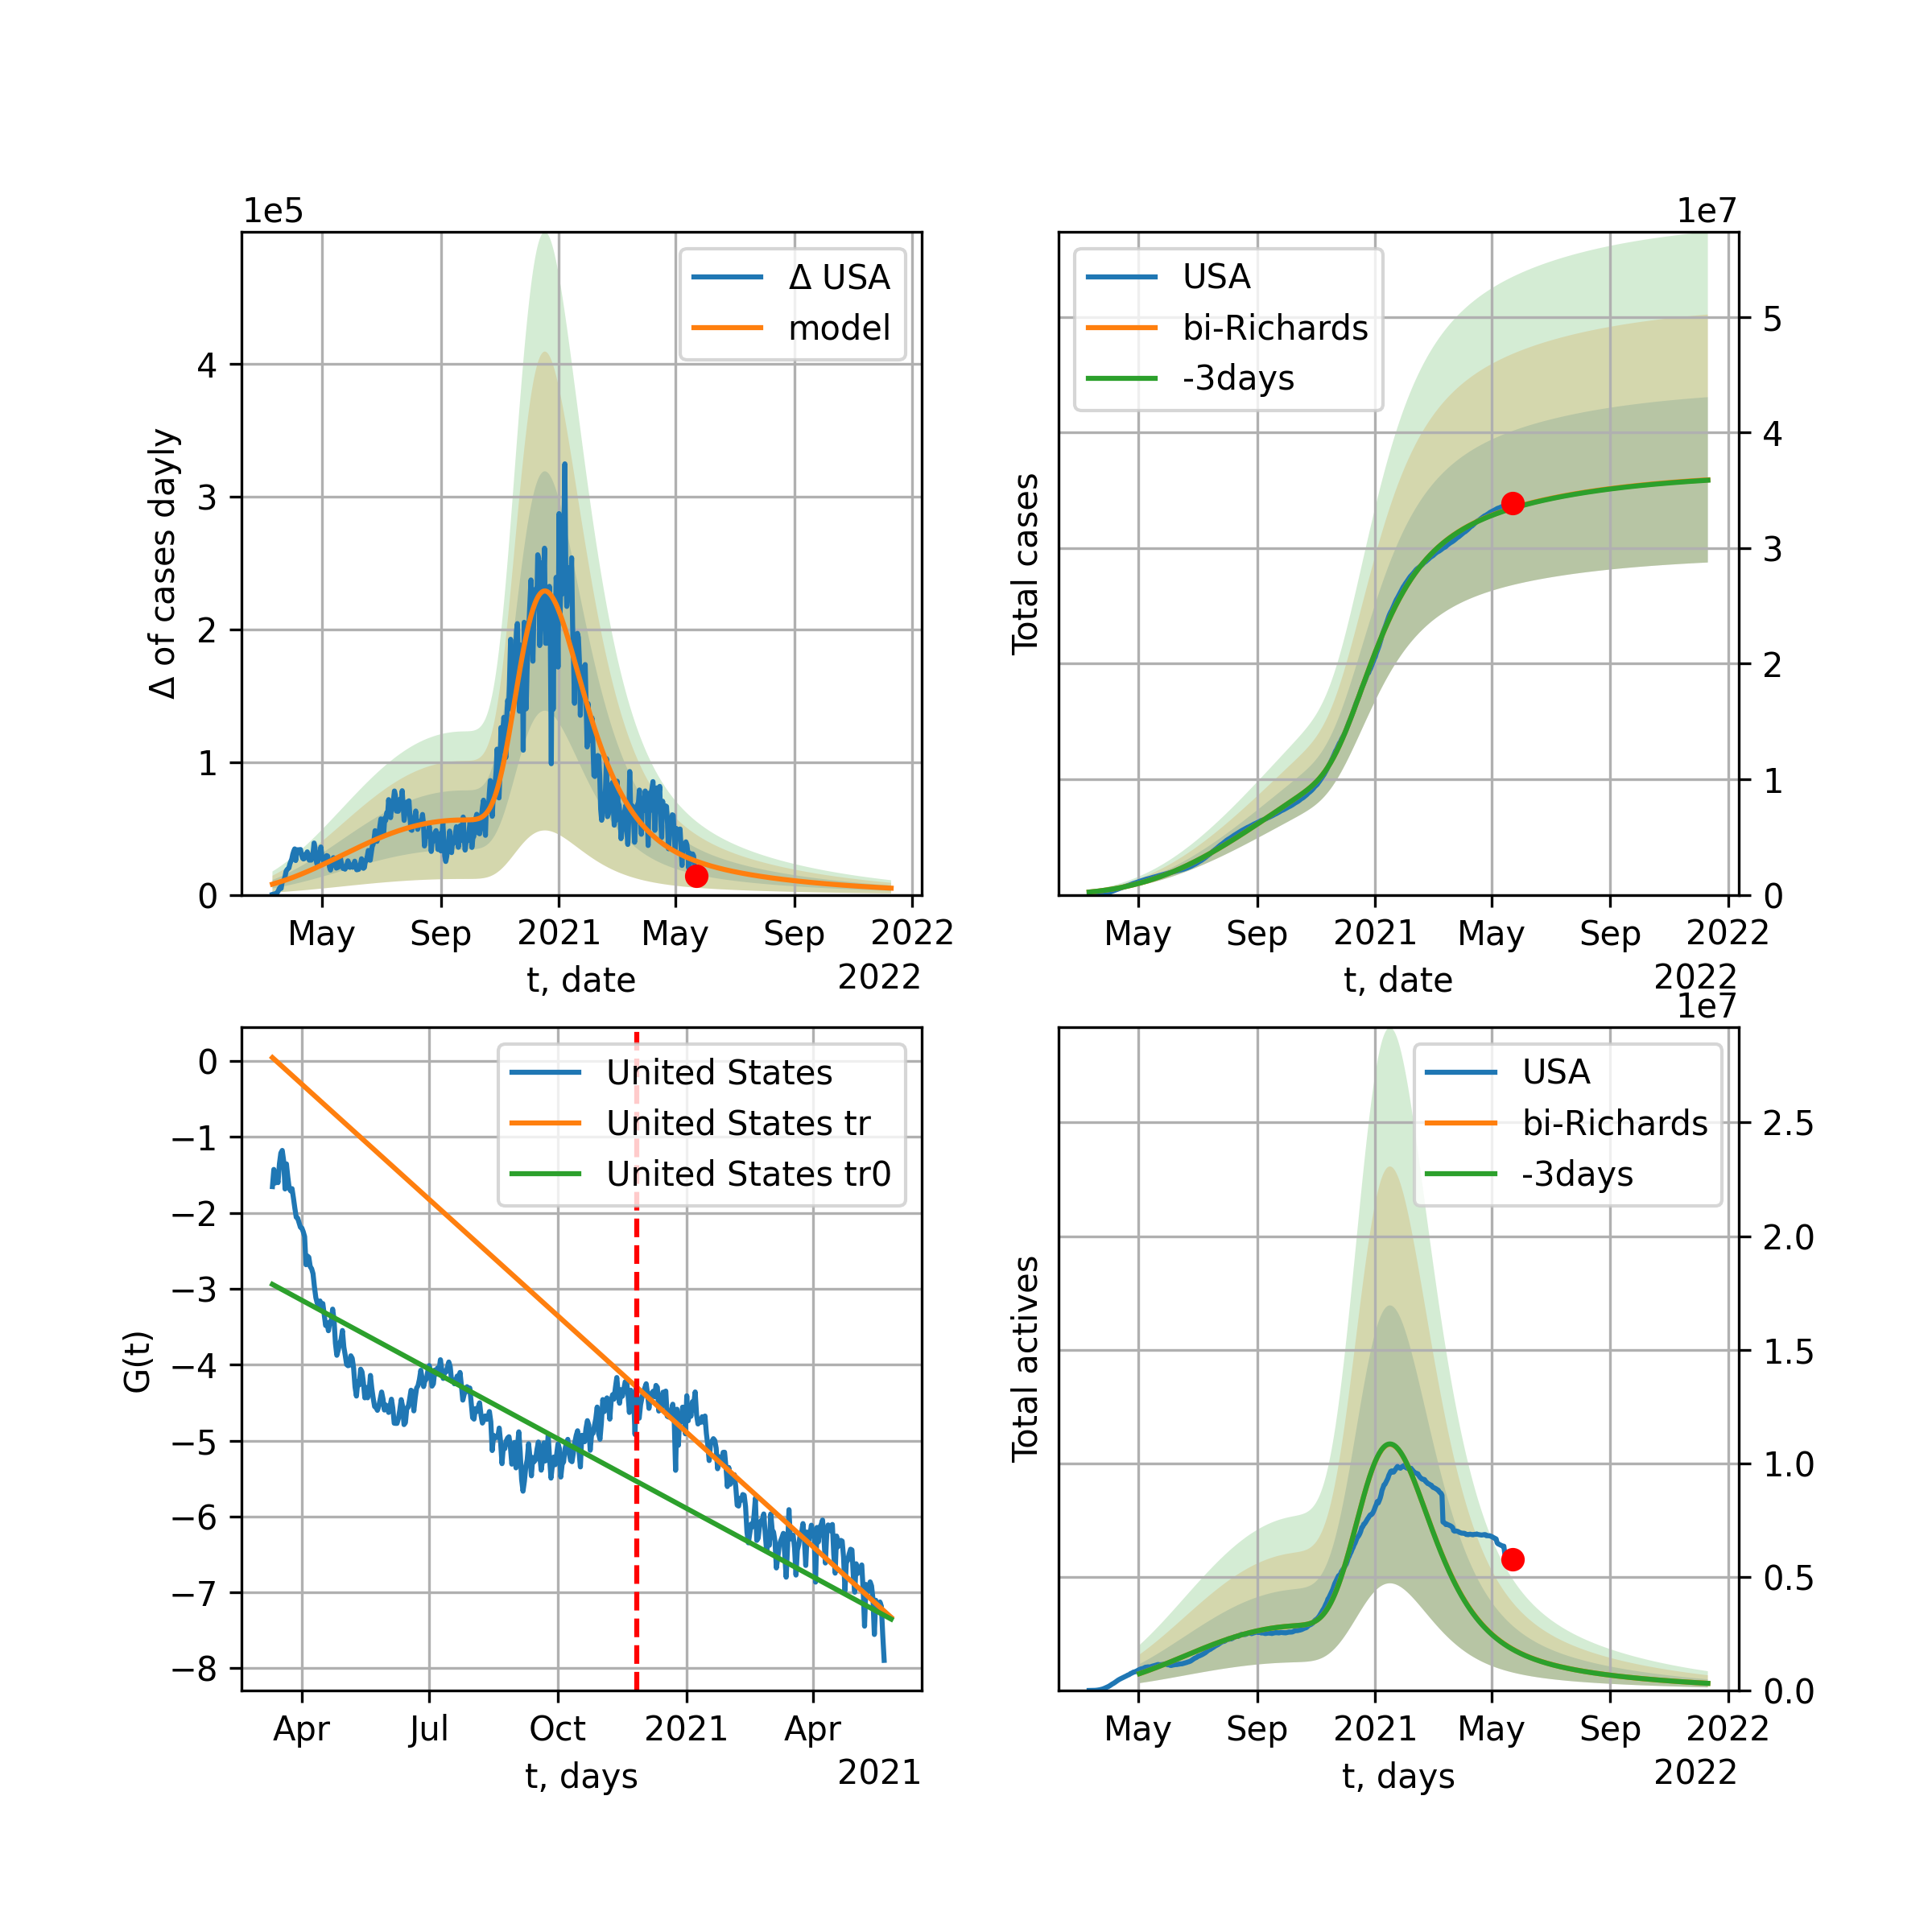 1e5
Δ USA
model
4
3
2
1
0
Δ of cases dayly
May Sep 2021 May Sep 2022
t, date
2022
1e7
USA
bi-Richards
-3days
5
4
3
2
1
0
Total cases
May Sep 2021 May Sep 2022
t, date
2022
United States
United States tr
United States tr0
0
−1
−2
−3
−4
−5
−6
−7
−8
G(t)
Apr Jul Oct 2021 Apr
t, days
2021
1e7
USA
bi-Richards
-3days
2.5
2.0
1.5
1.0
0.5
0.0
Total actives
May Sep 2021 May Sep 2022
t, days
2022